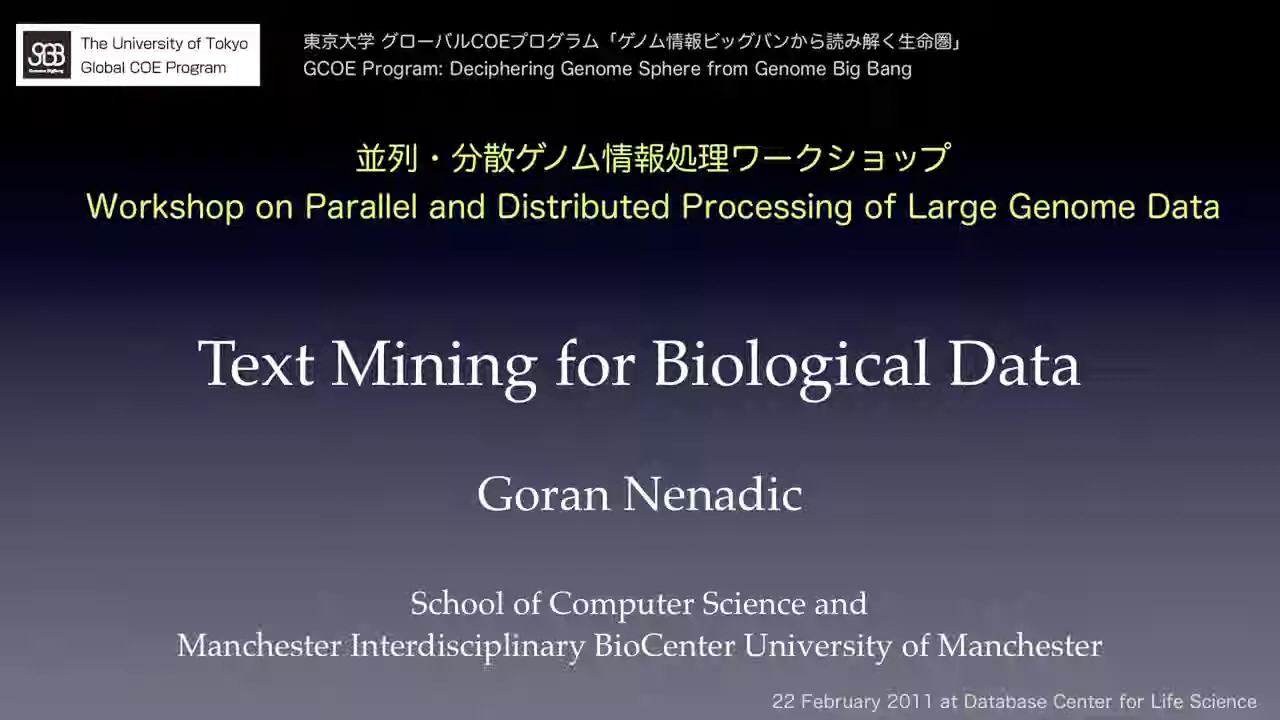 The University of Tokyo
Global COE Program
東京大学 グローバルCOEプログラム「ゲノム情報ビッグバンから読み解く生命圏」
GCOE Program: Deciphering Genome Sphere from Genome Big Bang
並列・分散ゲノム情報処理ワークショップ
Workshop on Parallel and Distributed Processing of Large Genome Data
Text Mining for Biological Data
Goran Nenadic
School of Computer Science and
Manchester Interdisciplinary BioCenter University of Manchester
22 February 2011 at Database Center for Life Science